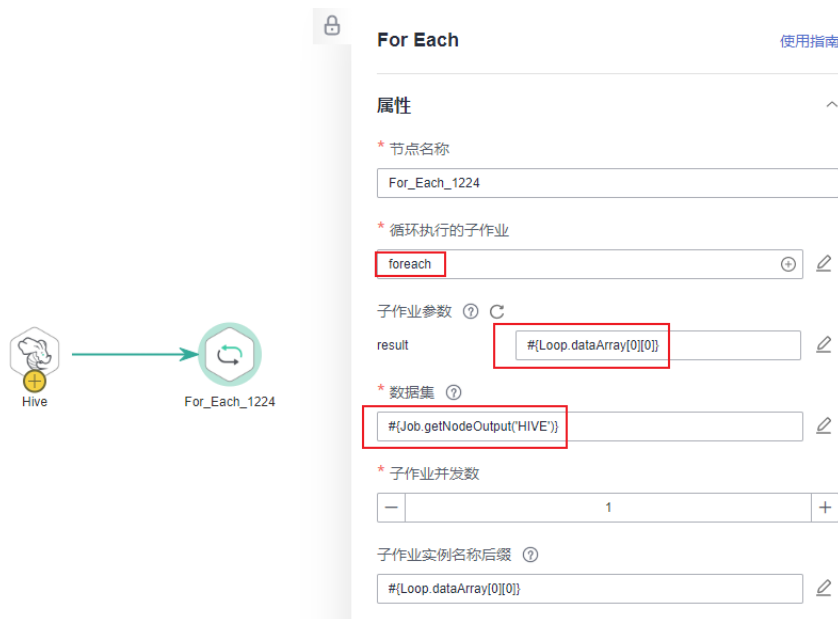 For Each
使用指南
属性
* 节点名称
For_Each_1224
* 循环执行的子作业
foreach
子作业参数
result
#{Loop.dataArray[0][0]}
* 数据集
#{Job.getNodeOutput('HIVE')}
* 子作业并发数
1
子作业实例名称后缀
#{Loop.dataArray[0][0]}
Hive
For_Each_1224